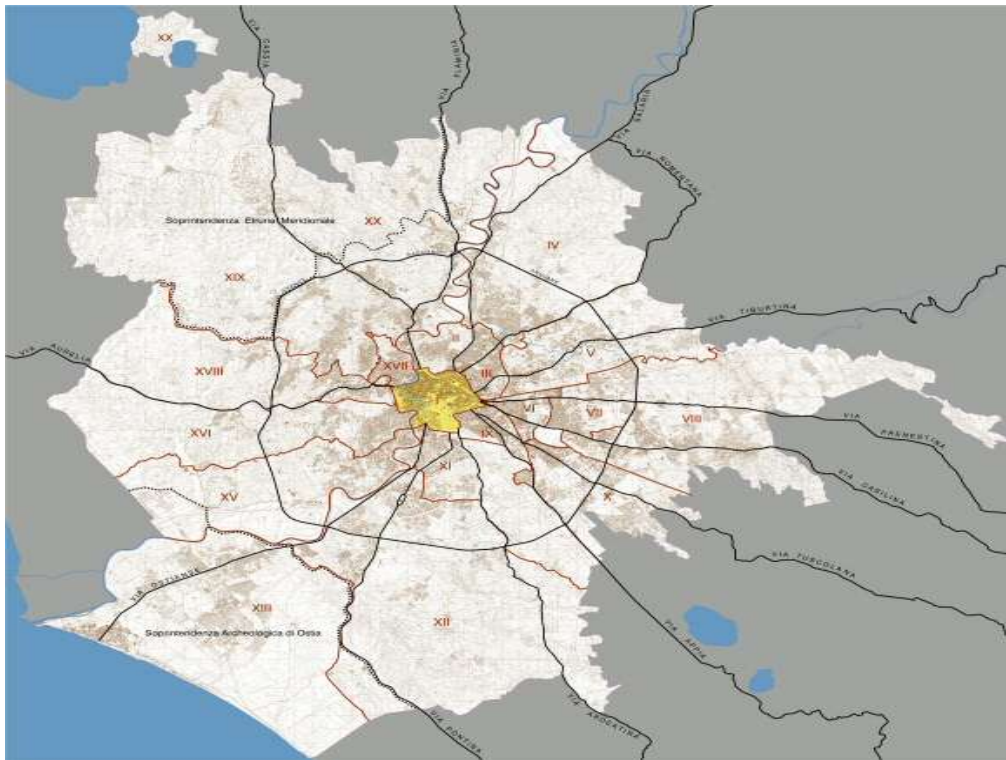 XX
VIA CASSIA
VIA FLAMINIA
VIA SALARIA
VIA NOMENTANA
Soprintendenza Etruria Meridionale
XX
IV
XIX
VIA TIBURTINA
VIA AURELIA
II
V
XVIII
XVII
III
VI
VII
VIII
VIA PRENESTINA
XVI
IX
XI
VIA CASILINA
XV
X
VIA TUSCOLANA
VIA OSTIENSE
XIII
XII
Soprintendenza Archeologica di Ostia
VIA APPIA
VIA ARDEATINA
VIA PONTINA